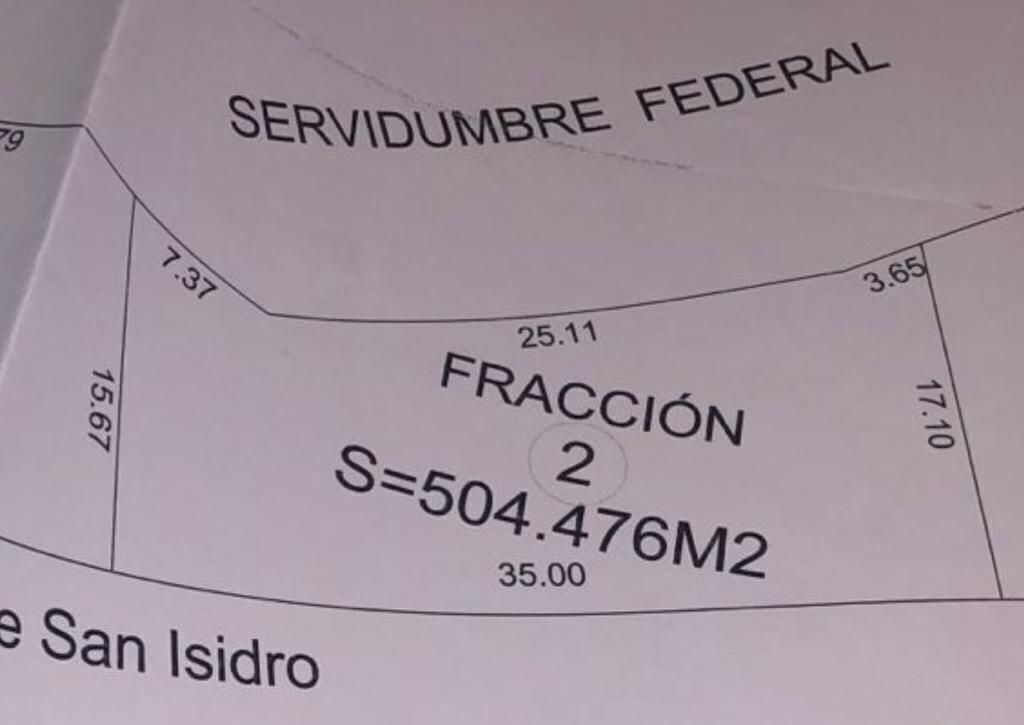 SERVIDUMBRE FEDERAL
79
7.37
3.65
25.11
15.67
FRACCIÓN
17.10
2
S=504.476M2
35.00
e San Isidro